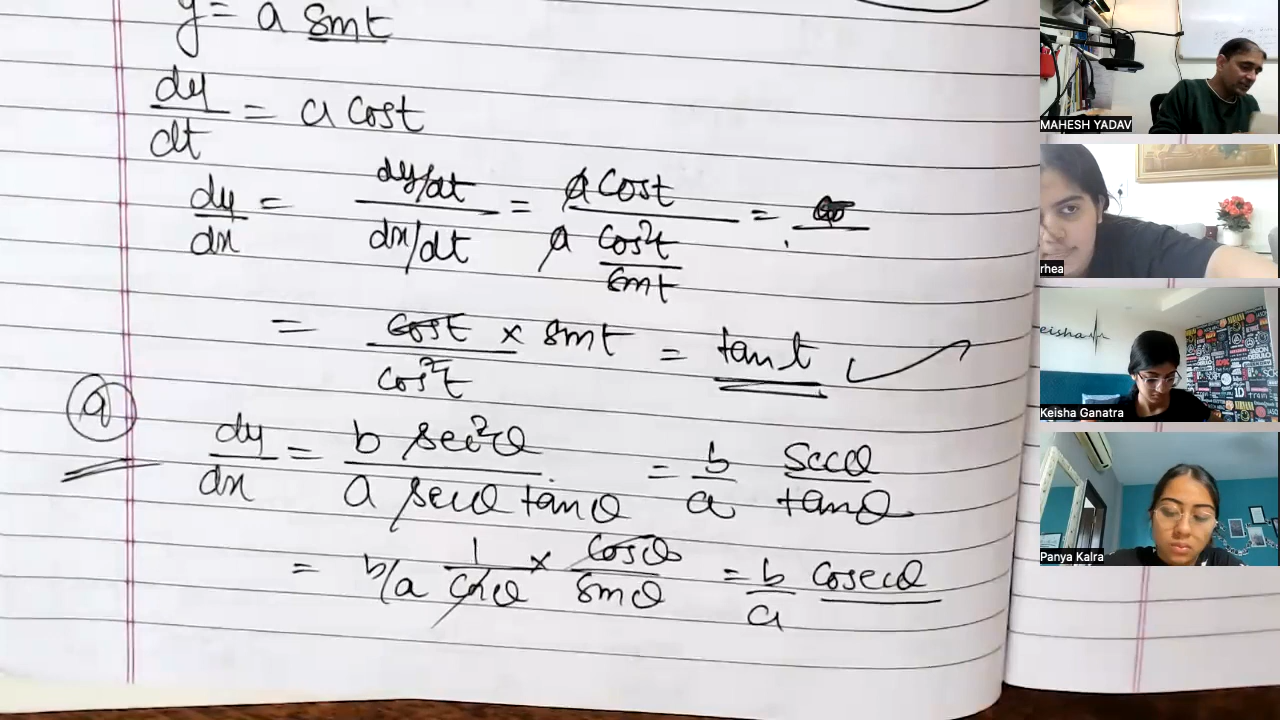 y = a sint
dy/dt = a cost
dy/dx = (dy/dt)/(dx/dt) = a cost / (a cos²t/sint) =
= cost/cos²t × sint = tant
9
dy/dx = b sec²θ / a secθ tanθ = b/a secθ/tanθ
= b/a 1/cosθ × cosθ/sinθ = b/a cosecθ
MAHESH YADAV
rhea
Keisha Ganatra
Panya Kalra